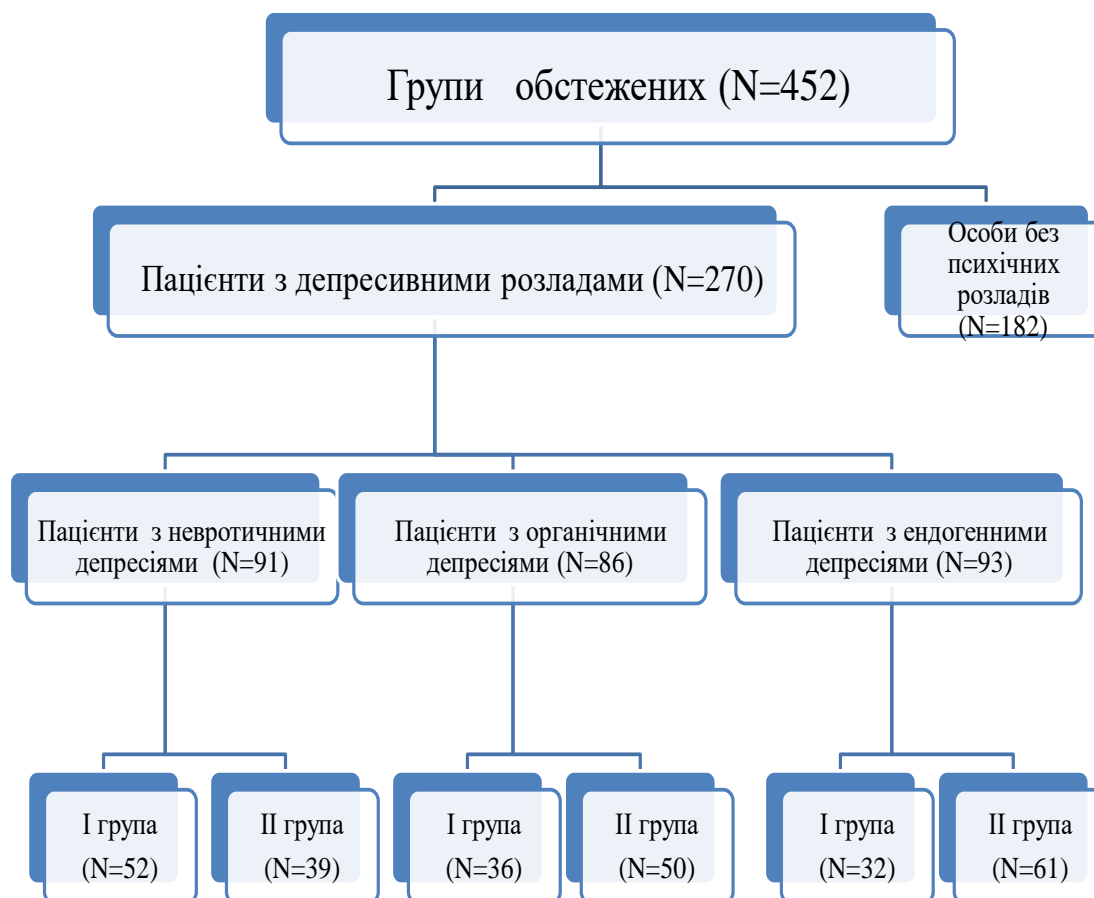 Групи обстежених (N=452)
Пацієнти з депресивними розладами (N=270)
Особи без
психічних
розладів
(N=182)
Пацієнти з невротичними
депресіями (N=91)
Пацієнти з органічними
депресіями (N=86)
Пацієнти з ендогенними
депресіями (N=93)
І група
(N=52)
ІІ група
(N=39)
І група
(N=36)
ІІ група
(N=50)
І група
(N=32)
ІІ група
(N=61)